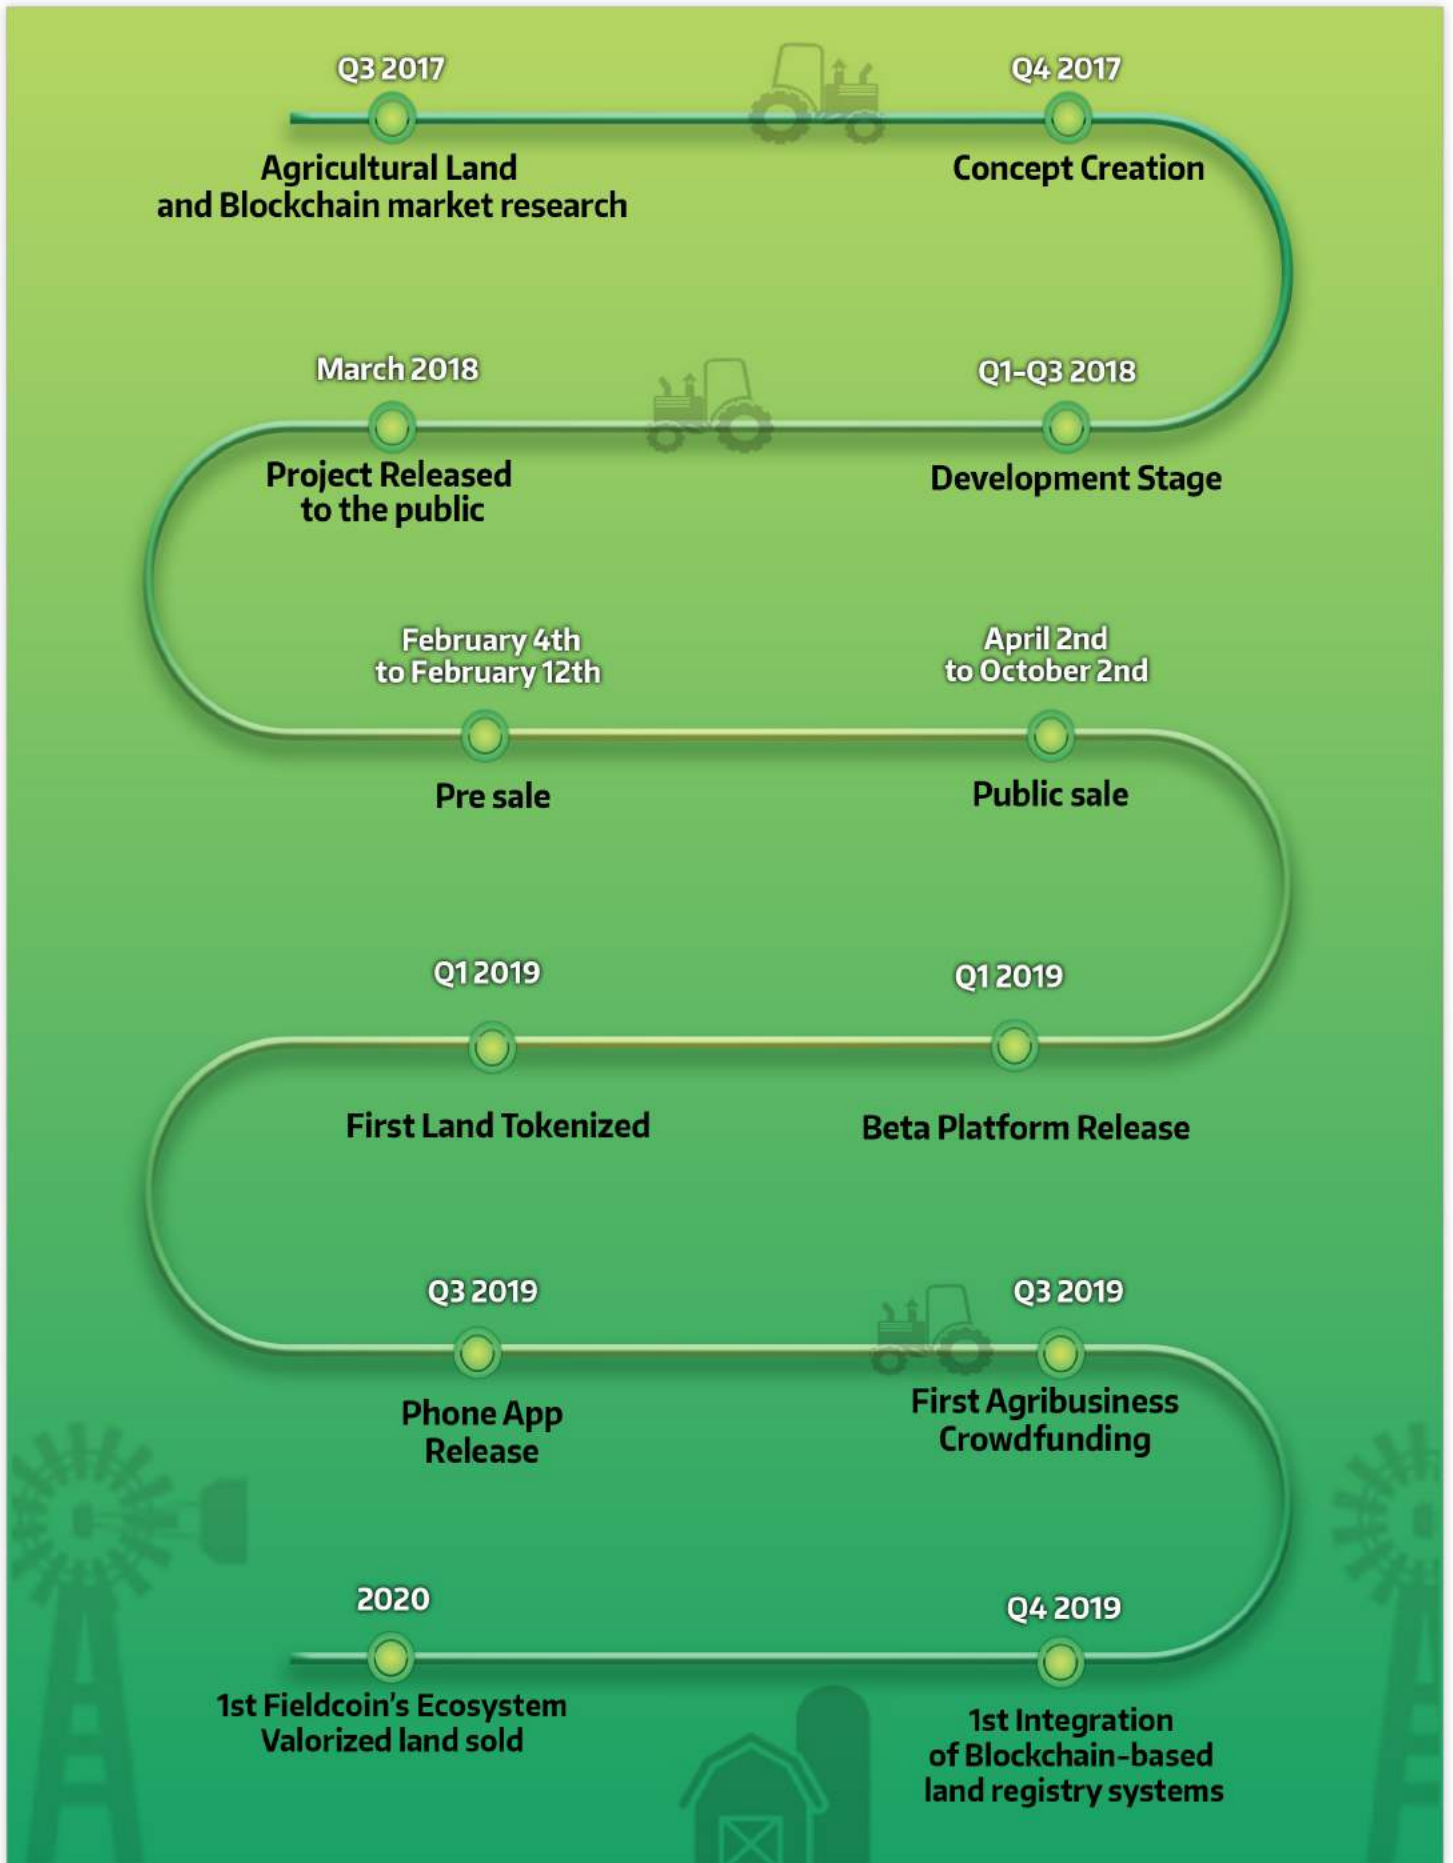 Q3 2017
Agricultural Land
and Blockchain market research
Q4 2017
Concept Creation
Q1-Q3 2018
Development Stage
March 2018
Project Released
to the public
February 4th
to February 12th
Pre sale
April 2nd
to October 2nd
Public sale
Q1 2019
Beta Platform Release
Q1 2019
First Land Tokenized
Q3 2019
Phone App
Release
Q3 2019
First Agribusiness
Crowdfunding
Q4 2019
1st Integration
of Blockchain-based
land registry systems
2020
1st Fieldcoin's Ecosystem
Valorized land sold